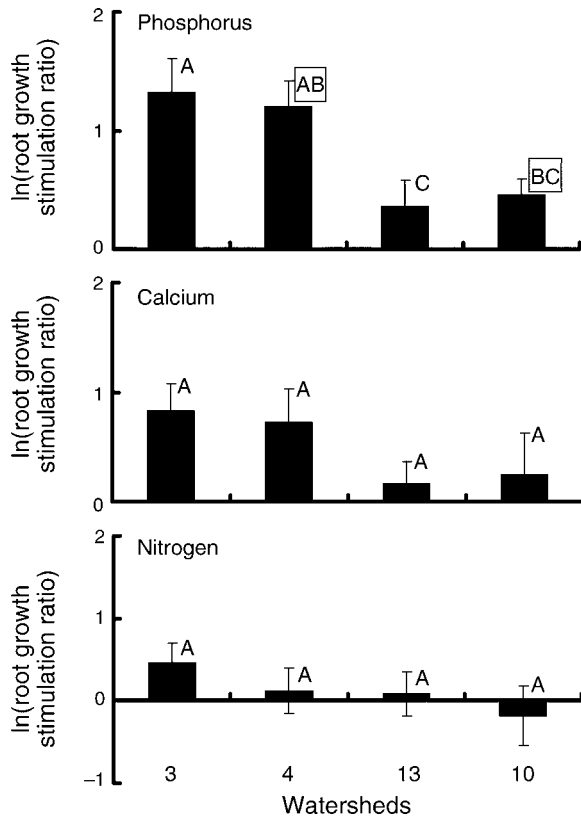 ln(root growth
stimulation ratio)
2
1
0
Phosphorus
A
AB
C
BC
ln(root growth
stimulation ratio)
2
1
0
Calcium
A
A
A
A
ln(root growth
stimulation ratio)
2
1
0
−1
Nitrogen
A
A
A
A
3
4
13
10
Watersheds